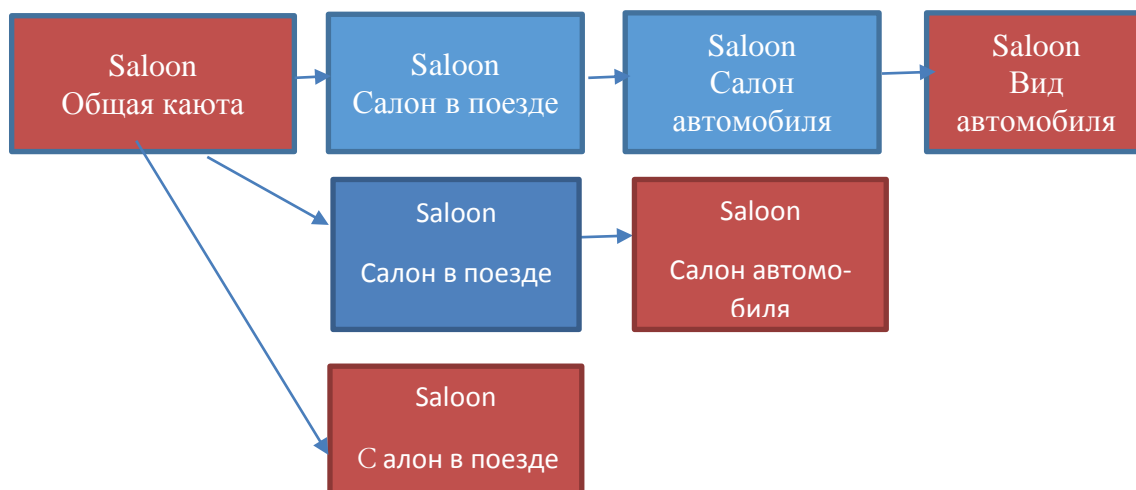 Saloon
Общая каюта
Saloon
Салон в поезде
Saloon
Салон
автомобиля
Saloon
Вид
автомобиля
Saloon
Салон в поезде
Saloon
Салон автомо-
биля
Saloon
С алон в поезде